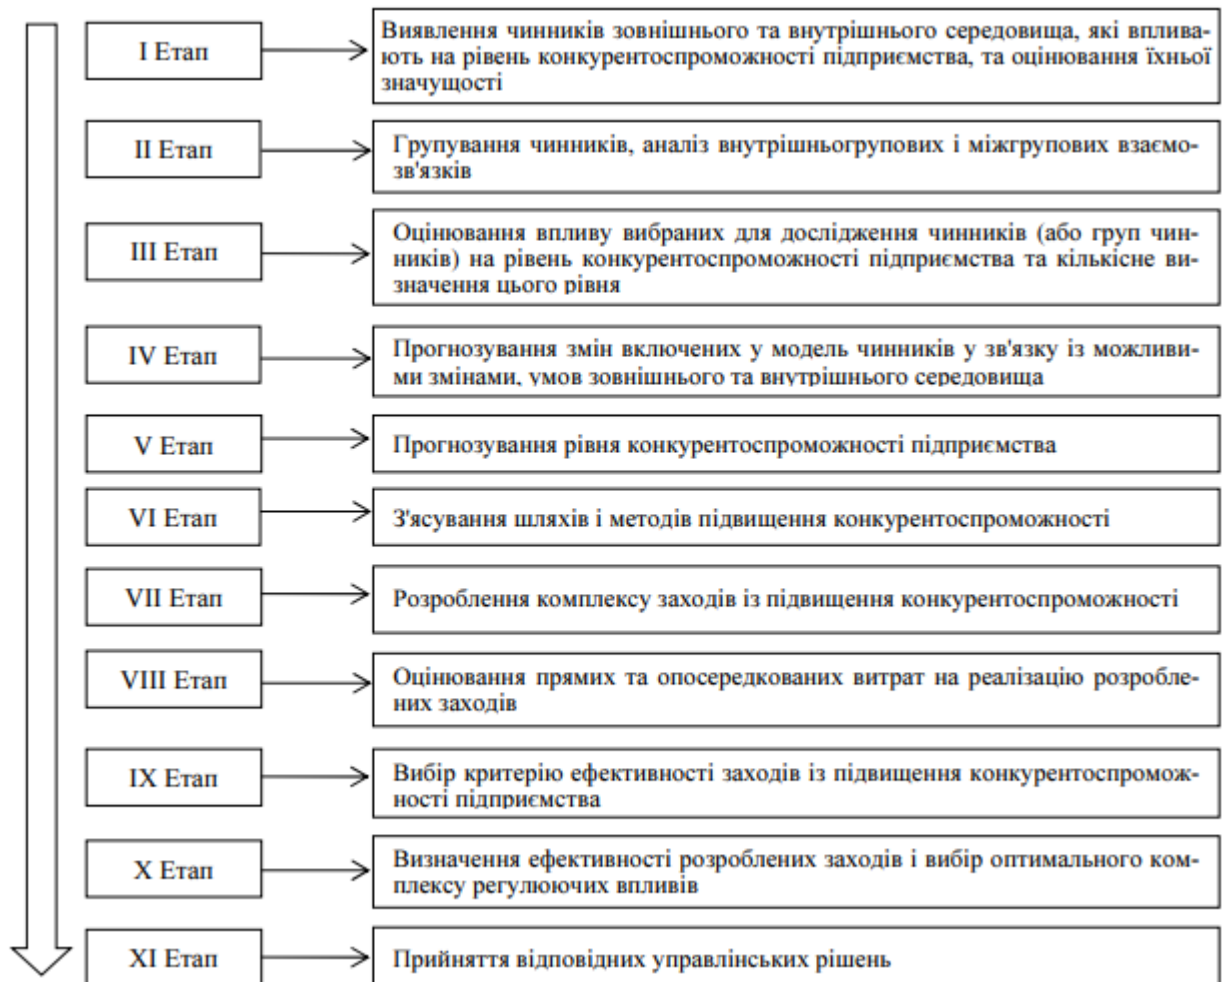 I Етап
Виявлення чинників зовнішнього та внутрішнього середовища, які вплива-
ють на рівень конкурентоспроможності підприємства, та оцінювання їхньої
значущості
II Етап
Групування чинників, аналіз внутрішньогрупових і міжгрупових взаємо-
зв'язків
III Етап
Оцінювання впливу вибраних для дослідження чинників (або груп чин-
ників) на рівень конкурентоспроможності підприємства та кількісне ви-
значення цього рівня
IV Етап
Прогнозування змін включених у модель чинників у зв'язку із можливи-
ми змінами, умов зовнішнього та внутрішнього середовища
V Етап
Прогнозування рівня конкурентоспроможності підприємства
VI Етап
З'ясування шляхів і методів підвищення конкурентоспроможності
VII Етап
Розроблення комплексу заходів із підвищення конкурентоспроможності
VIII Етап
Оцінювання прямих та опосередкованих витрат на реалізацію розробле-
них заходів
IX Етап
Вибір критерію ефективності заходів із підвищення конкурентоспромож-
ності підприємства
X Етап
Визначення ефективності розроблених заходів і вибір оптимального ком-
плексу регулюючих впливів
XI Етап
Прийняття відповідних управлінських рішень